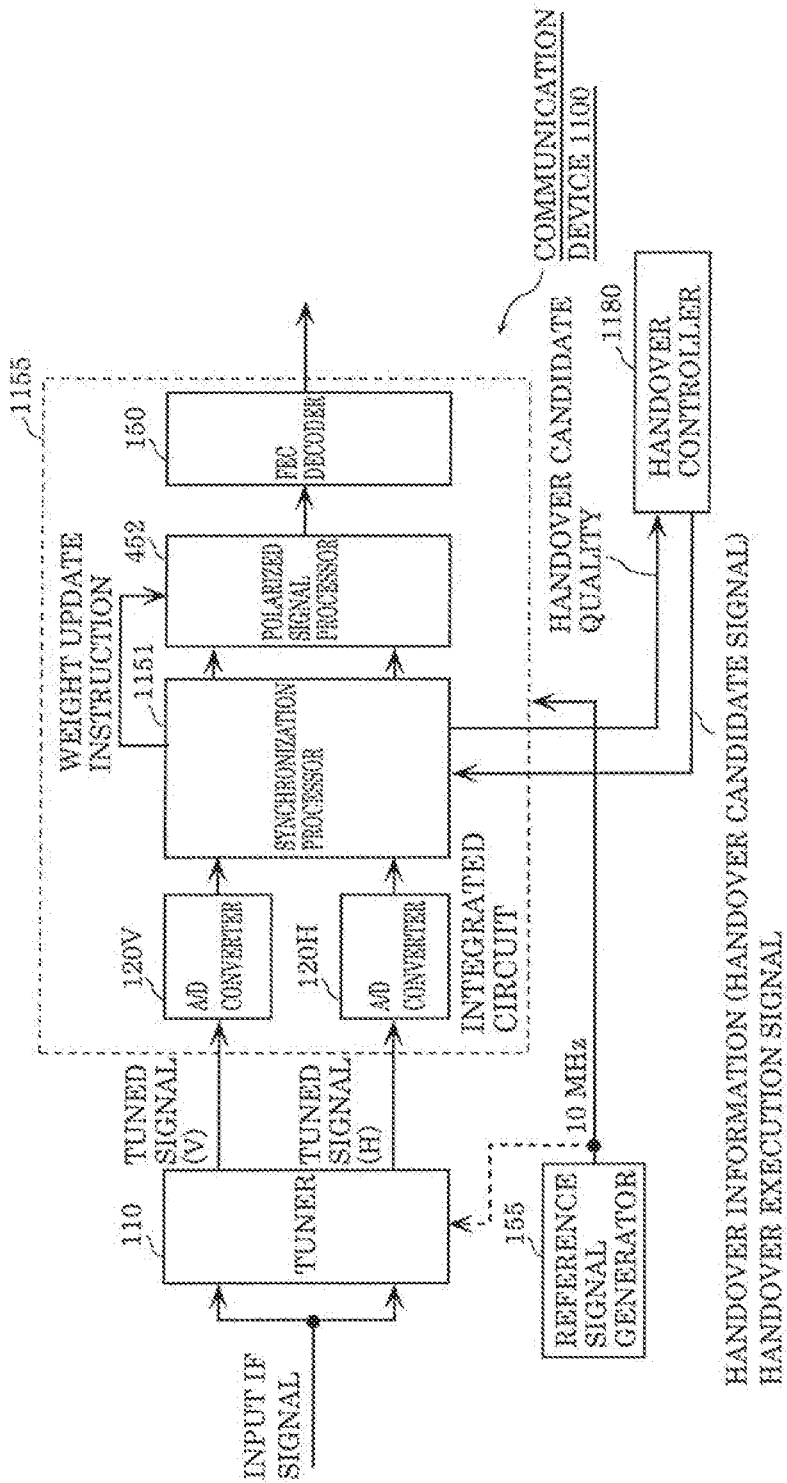 INPUT IF
SIGNAL
110
TUNER
TUNED
SIGNAL
(V)
TUNED
SIGNAL
(H)
155
REFERENCE
SIGNAL
GENERATOR
10 MHz
120V
A/D
CONVERTER
120H
A/D
CONVERTER
INTEGRATED
CIRCUIT
WEIGHT UPDATE
INSTRUCTION
1151
SYNCHRONIZATION
PROCESSOR
452
POLARIZED
SIGNAL
PROCESSOR
150
FEC
DECODER
1155
HANDOVER CANDIDATE
QUALITY
COMMUNICATION
DEVICE 1100
1180
HANDOVER
CONTROLLER
HANDOVER INFORMATION (HANDOVER CANDIDATE SIGNAL)
HANDOVER EXECUTION SIGNAL